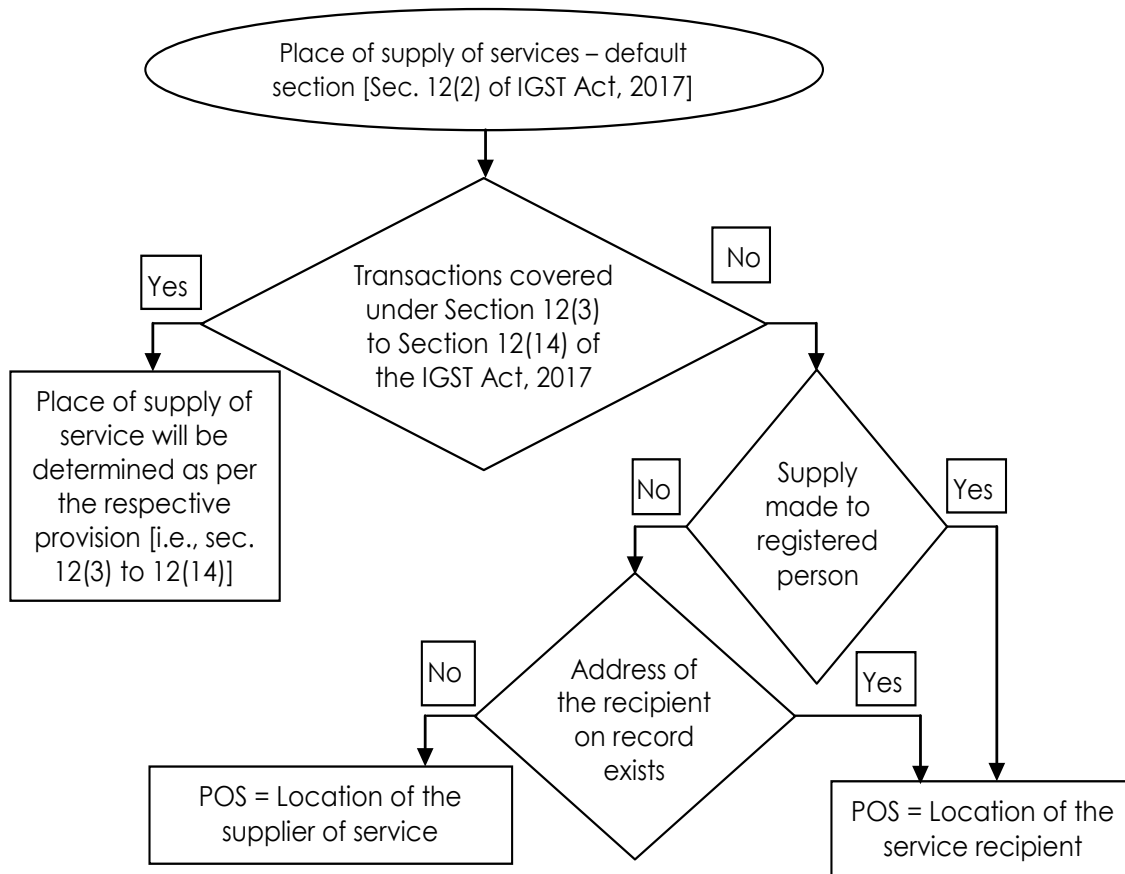 Place of supply of services – default
section [Sec. 12(2) of IGST Act, 2017]
Yes
No
Transactions covered
under Section 12(3)
to Section 12(14) of
the IGST Act, 2017
Place of supply of
service will be
determined as per
the respective
provision [i.e., sec.
12(3) to 12(14)]
No
Yes
Supply
made to
registered
person
No
Yes
Address of
the recipient
on record
exists
POS = Location of the
supplier of service
POS = Location of the
service recipient